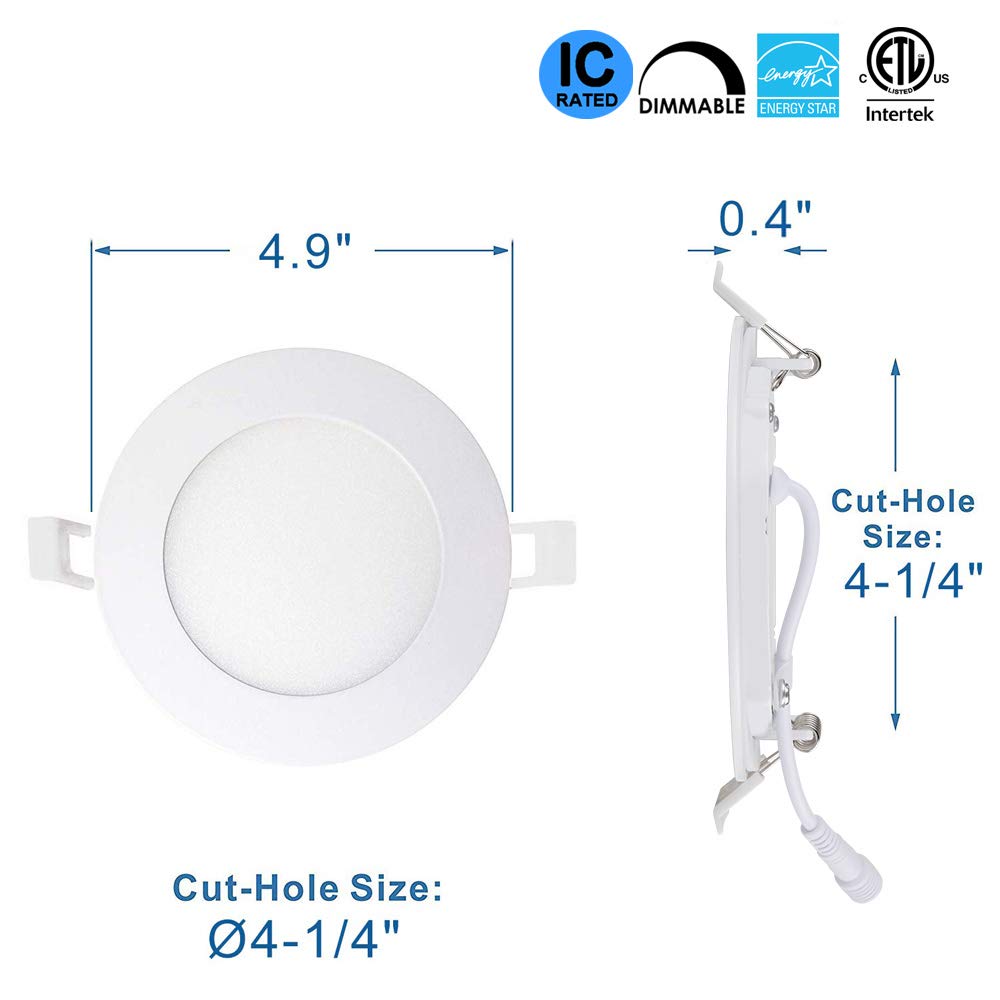 IC
RATED
DIMMABLE
energy
ENERGY STAR
C ETL US
LISTED
Intertek
4.9"
0.4"
Cut-Hole
Size:
4-1/4"
Cut-Hole Size:
Ø4-1/4"